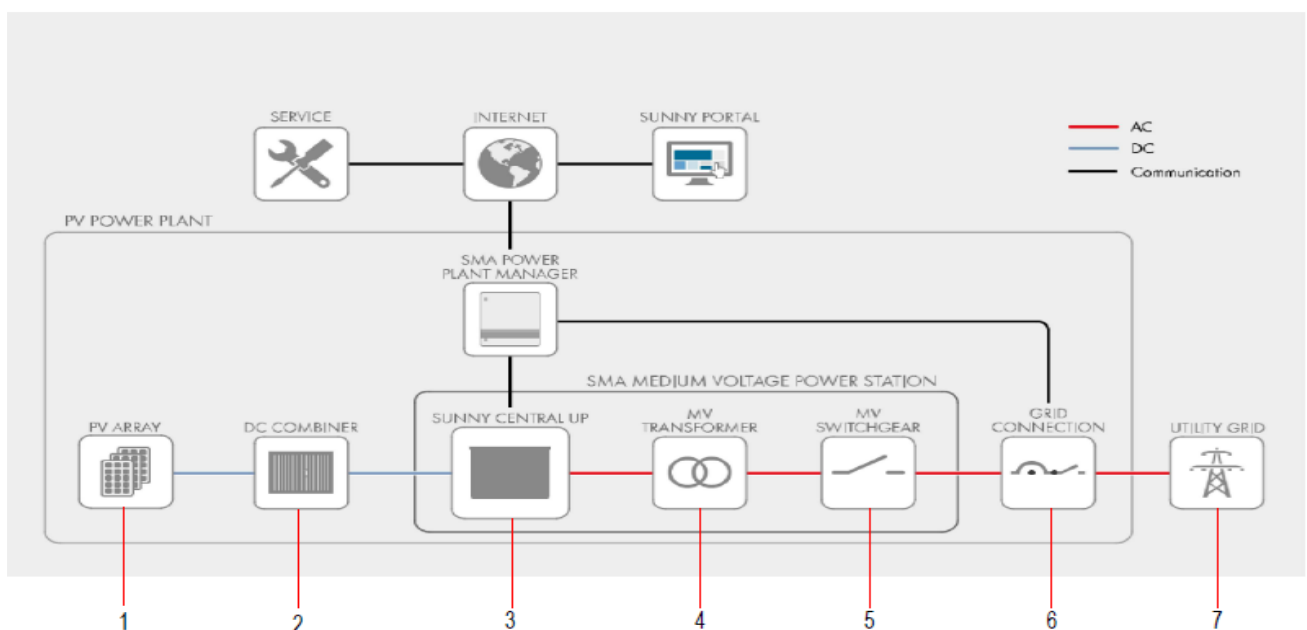 SERVICE
INTERNET
SUNNY PORTAL
AC
DC
Communication
PV POWER PLANT
SMA POWER
PLANT MANAGER
SMA MEDIUM VOLTAGE POWER STATION
PV ARRAY
DC COMBINER
SUNNY CENTRAL UP
MV
TRANSFORMER
MV
SWITCHGEAR
GRID
CONNECTION
UTILITY GRID
1
2
3
4
5
6
7